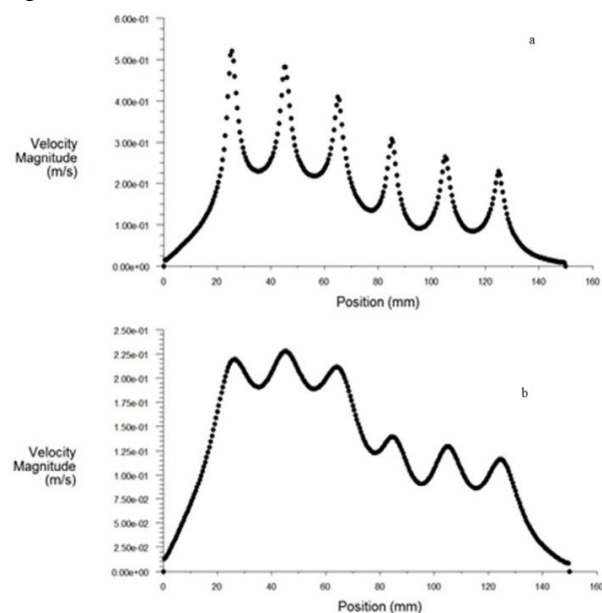 6.00e-01
a
5.00e-01
4.00e-01
Velocity
Magnitude
(m/s)
3.00e-01
2.00e-01
1.00e-01
0.00e+00
0 20 40 60 80 100 120 140 160
Position (mm)
2.50e-01
2.25e-01
b
2.00e-01
1.75e-01
1.50e-01
Velocity
Magnitude
(m/s)
1.25e-01
1.00e-01
7.50e-02
5.00e-02
2.50e-02
0.00e+00
0 20 40 60 80 100 120 140 160
Position (mm)